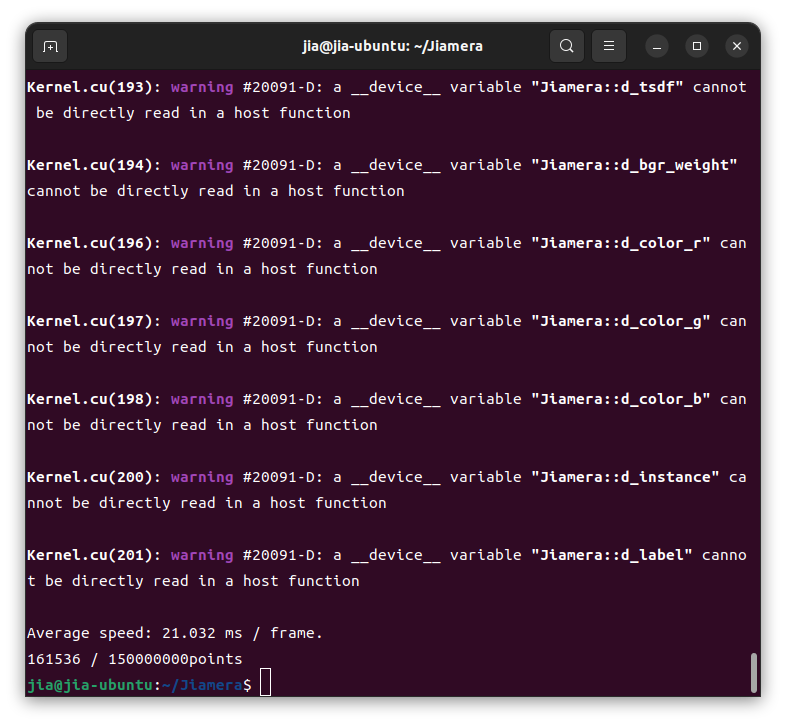 jia@jia-ubuntu: ~/Jiamera
Kernel.cu(193): warning #20091-D: a __device__ variable "Jiamera::d_tsdf" cannot
 be directly read in a host function
Kernel.cu(194): warning #20091-D: a __device__ variable "Jiamera::d_bgr_weight"
cannot be directly read in a host function
Kernel.cu(196): warning #20091-D: a __device__ variable "Jiamera::d_color_r" can
not be directly read in a host function
Kernel.cu(197): warning #20091-D: a __device__ variable "Jiamera::d_color_g" can
not be directly read in a host function
Kernel.cu(198): warning #20091-D: a __device__ variable "Jiamera::d_color_b" can
not be directly read in a host function
Kernel.cu(200): warning #20091-D: a __device__ variable "Jiamera::d_instance" ca
nnot be directly read in a host function
Kernel.cu(201): warning #20091-D: a __device__ variable "Jiamera::d_label" canno
t be directly read in a host function
Average speed: 21.032 ms / frame.
161536 / 150000000points
jia@jia-ubuntu:~/Jiamera$